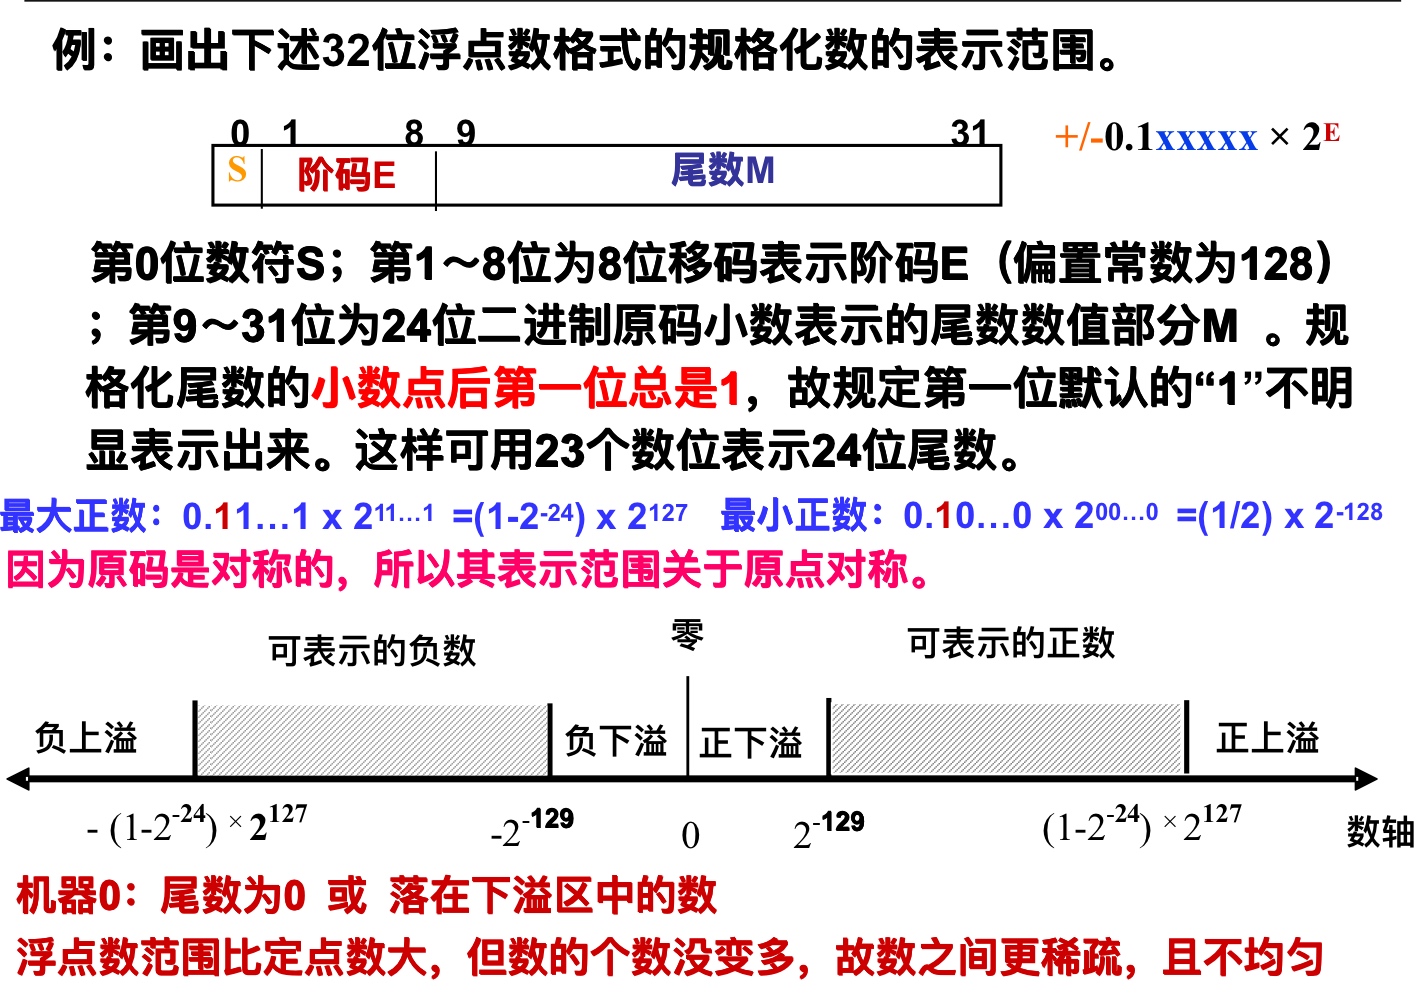 例：画出下述32位浮点数格式的规格化数的表示范围。
0 1 8 9 31
S 阶码E 尾数M +/-0.1xxxxx × 2^E
第0位数符S；第1～8位为8位移码表示阶码E（偏置常数为128）
；第9～31位为24位二进制原码小数表示的尾数数值部分M 。规
格化尾数的小数点后第一位总是1，故规定第一位默认的“1”不明
显表示出来。这样可用23个数位表示24位尾数。
最大正数：0.11…1 x 2^11…1 =(1-2^-24) x 2^127 最小正数：0.10…0 x 2^00…0 =(1/2) x 2^-128
因为原码是对称的，所以其表示范围关于原点对称。
可表示的负数 零 可表示的正数
负上溢 负下溢 正下溢 正上溢
- (1-2^-24) × 2^127 -2^-129 0 2^-129 (1-2^-24) × 2^127 数轴
机器0：尾数为0 或 落在下溢区中的数
浮点数范围比定点数大，但数的个数没变多，故数之间更稀疏，且不均匀